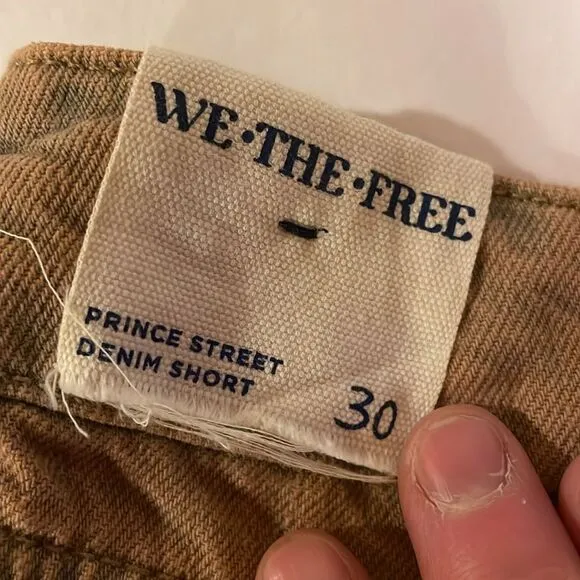 WE•THE•FREE
PRINCE STREET
DENIM SHORT
30